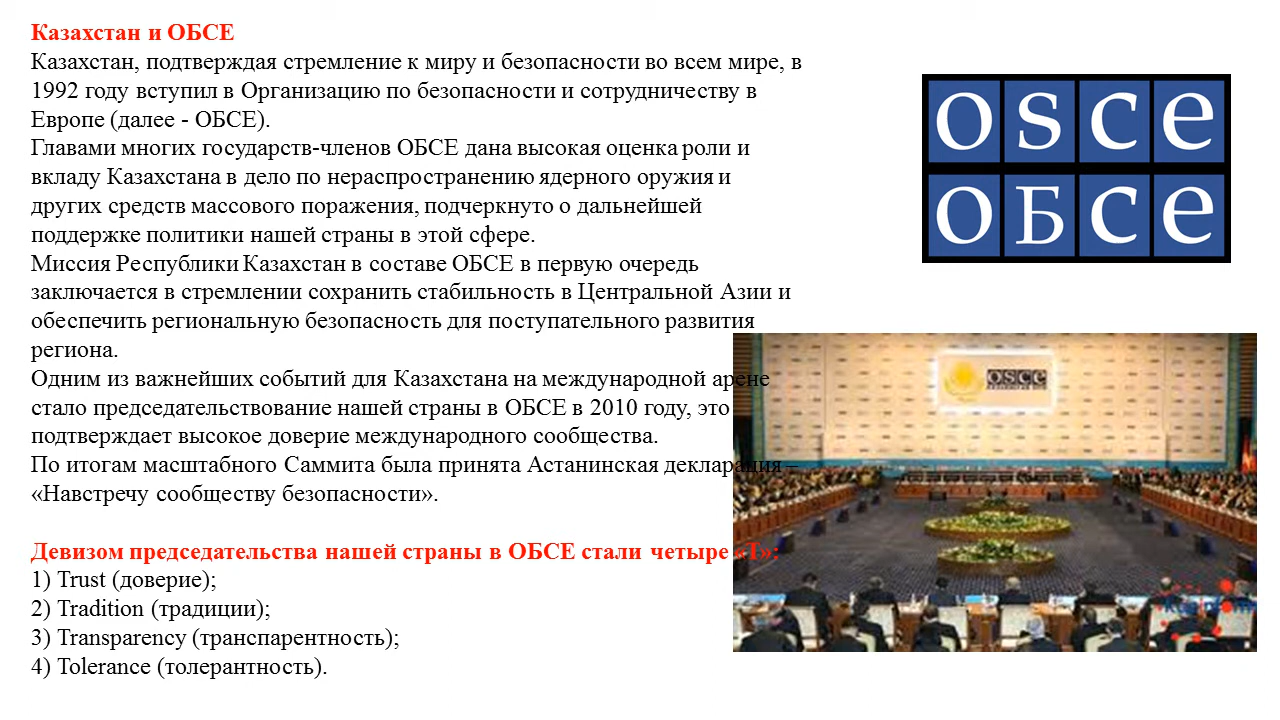 Казахстан и ОБСЕ
Казахстан, подтверждая стремление к миру и безопасности во всем мире, в
1992 году вступил в Организацию по безопасности и сотрудничеству в
Европе (далее - ОБСЕ).
Главами многих государств-членов ОБСЕ дана высокая оценка роли и
вкладу Казахстана в дело по нераспространению ядерного оружия и
других средств массового поражения, подчеркнуто о дальнейшей
поддержке политики нашей страны в этой сфере.
Миссия Республики Казахстан в составе ОБСЕ в первую очередь
заключается в стремлении сохранить стабильность в Центральной Азии и
обеспечить региональную безопасность для поступательного развития
региона.
Одним из важнейших событий для Казахстана на международной арене
стало председательствование нашей страны в ОБСЕ в 2010 году, это
подтверждает высокое доверие международного сообщества.
По итогам масштабного Саммита была принята Астанинская декларация –
«Навстречу сообществу безопасности».
Девизом председательства нашей страны в ОБСЕ стали четыре «Т»:
1) Trust (доверие);
2) Tradition (традиции);
3) Transparency (транспарентность);
4) Tolerance (толерантность).
osce
обсе
osce